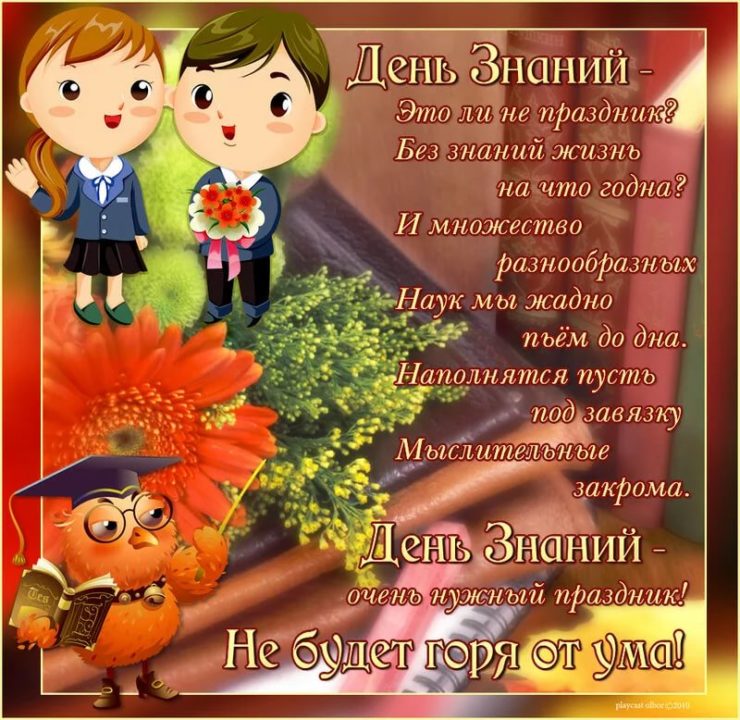 День Знаний -
Это ли не праздник?
Без знаний жизнь
на что годна?
И множество
разнообразных
Наук мы жадно
пьём до дна.
Наполнятся пусть
под завязку
Мыслительные
закрома.
День Знаний -
очень нужный праздник!
Не будет горя от ума!
playcast olbor ©2010